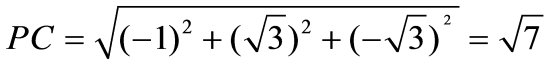 PC = √((−1)² + (√3)² + (−√3)²) = √7